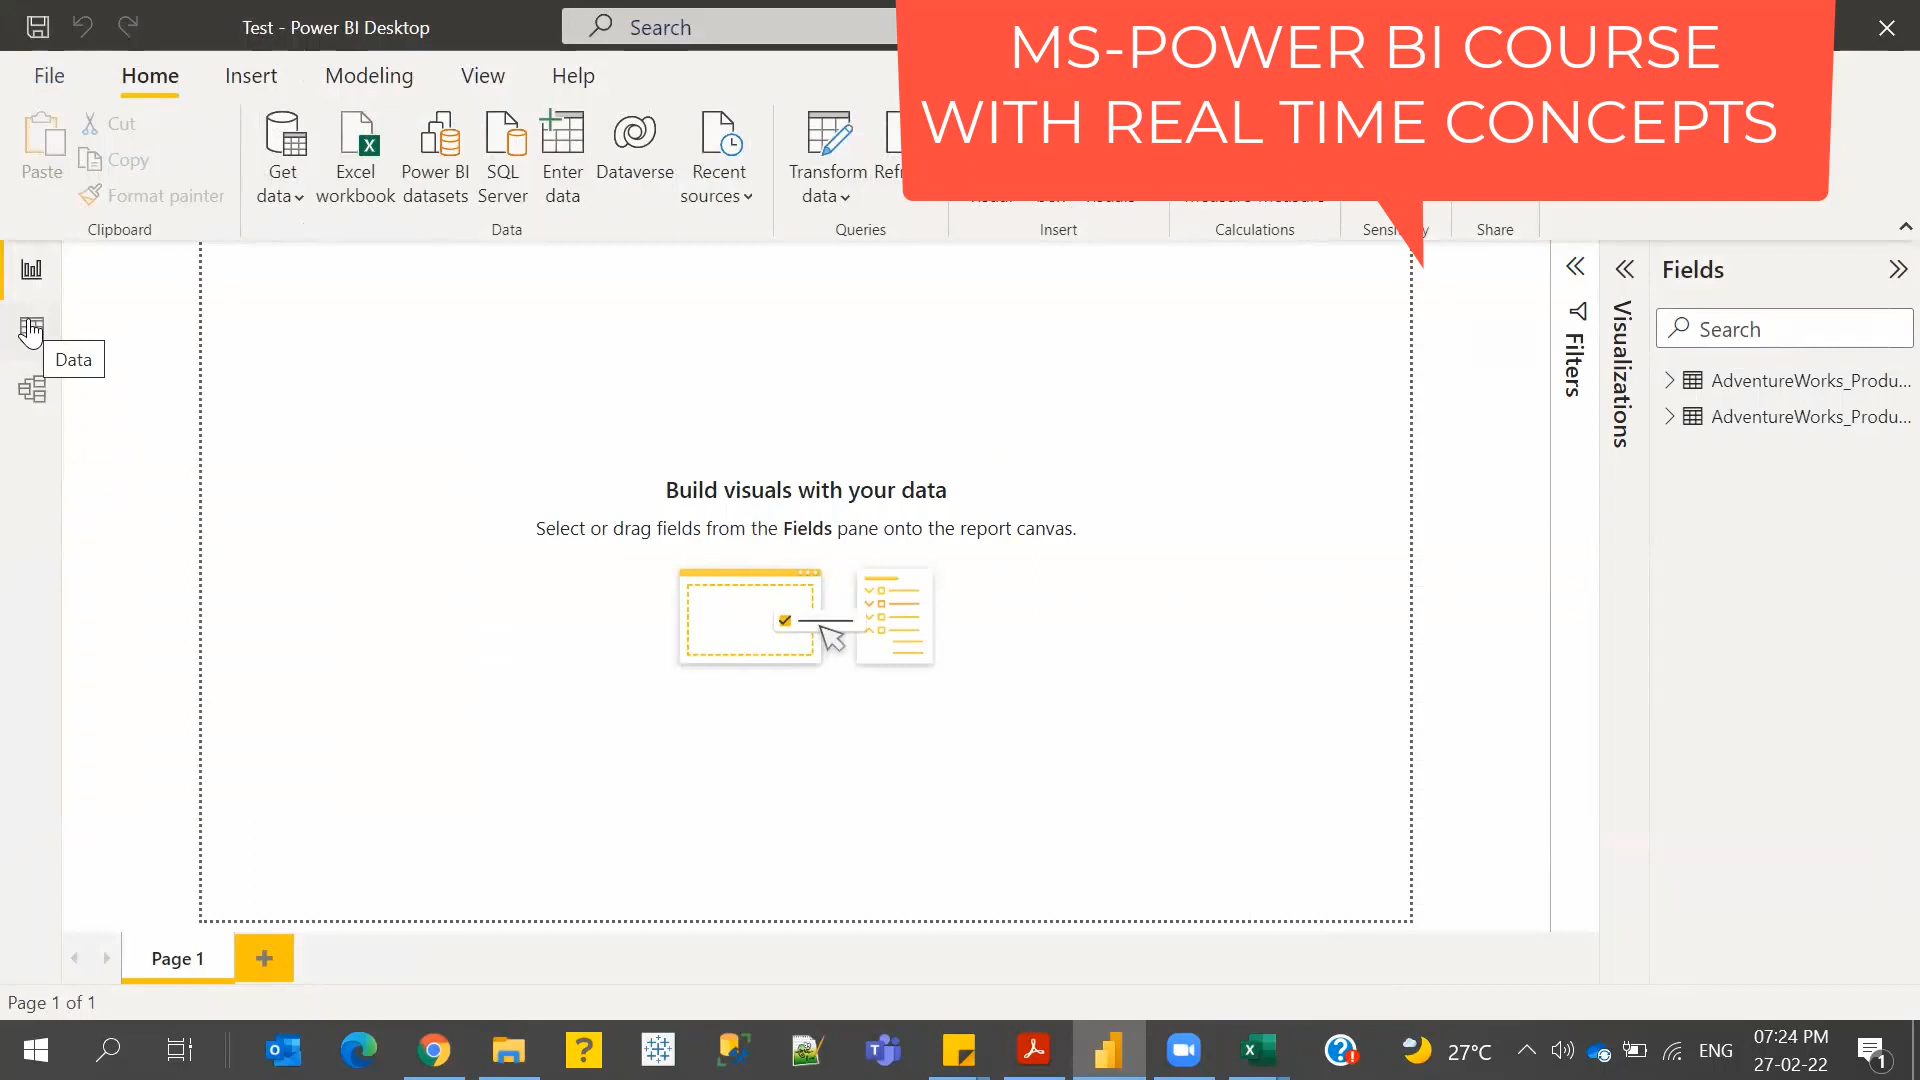 Test - Power BI Desktop
Search
MS-POWER BI COURSE
WITH REAL TIME CONCEPTS
File
Home
Insert
Modeling
View
Help
Paste
Cut
Copy
Format painter
Get
data
Excel
workbook
Power BI
datasets
SQL
Server
Enter
data
Dataverse
Recent
sources
Transform
data
Clipboard
Data
Queries
Insert
Calculations
Share
Data
Build visuals with your data
Select or drag fields from the Fields pane onto the report canvas.
Filters
Visualizations
Fields
Search
AdventureWorks_Produ...
AdventureWorks_Produ...
Page 1
Page 1 of 1
27°C
ENG
07:24 PM
27-02-22
1